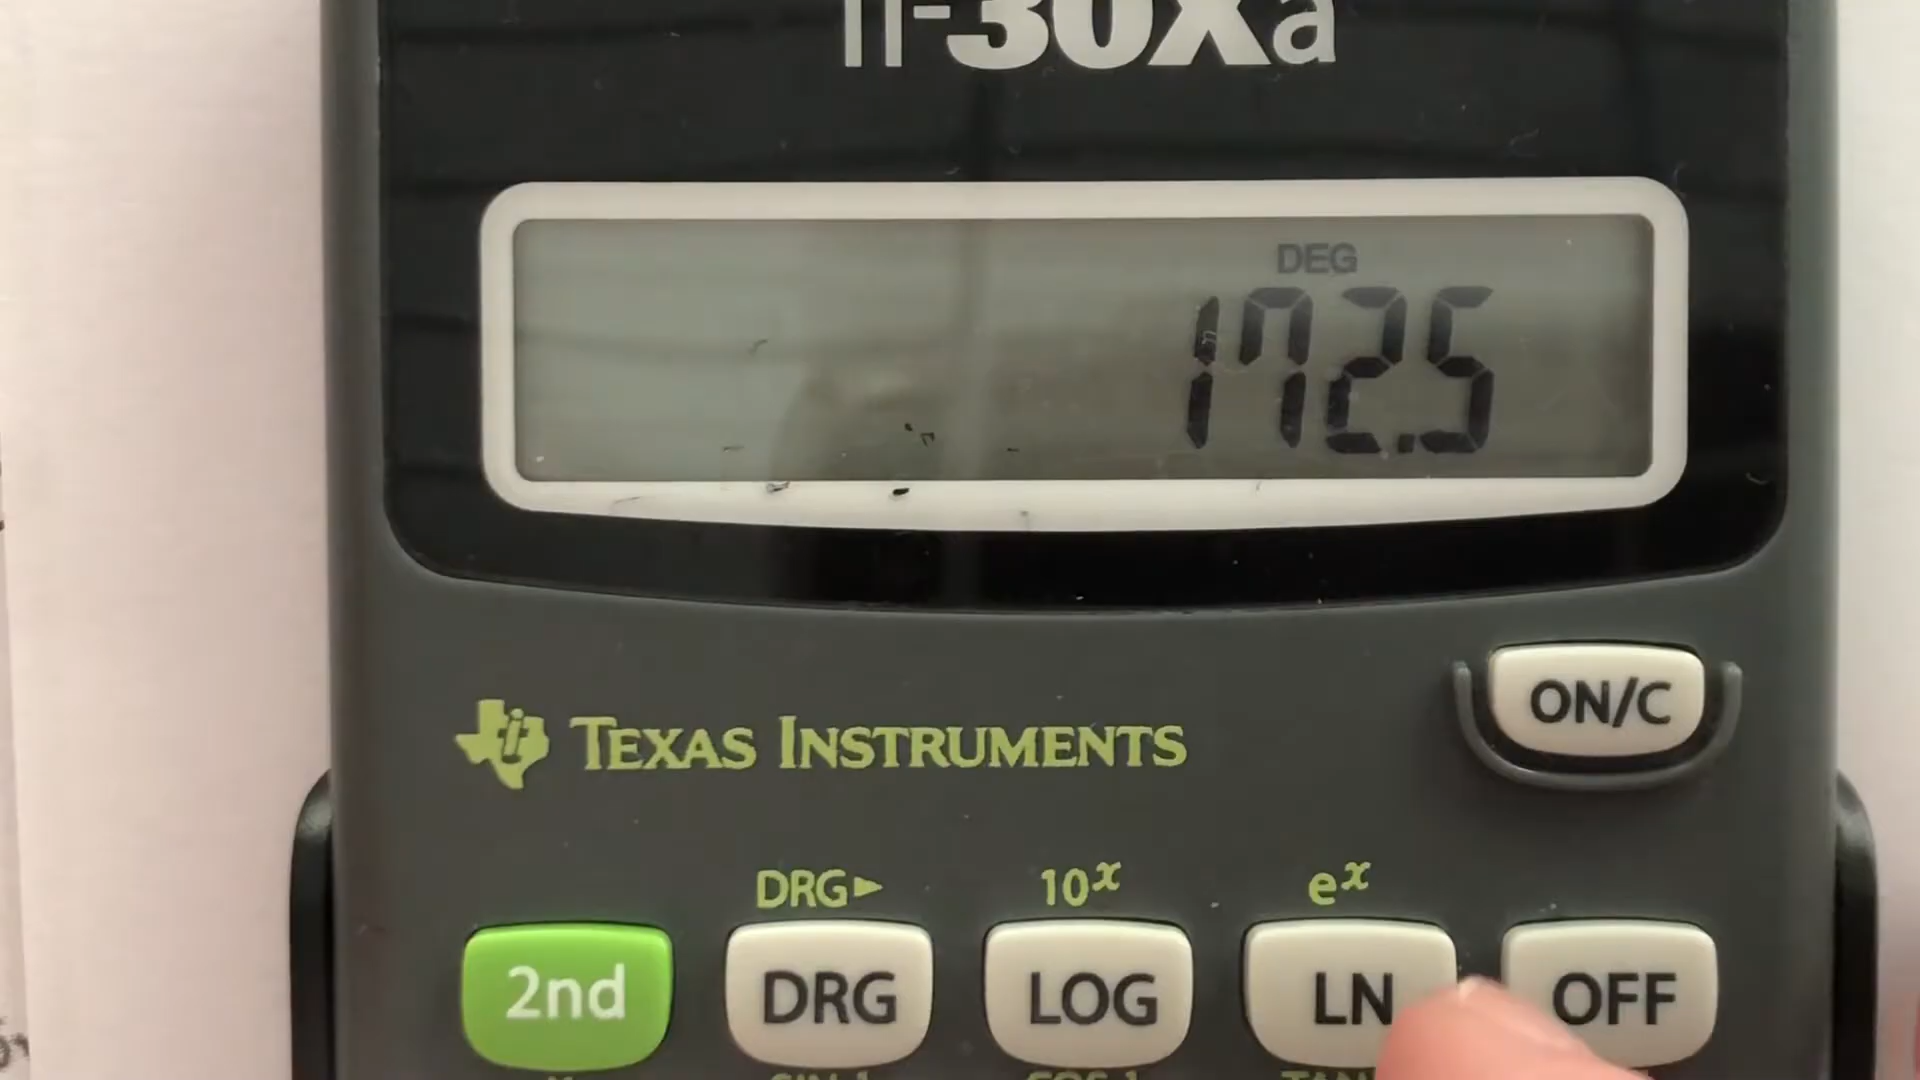 TI-30Xa
DEG
172.5
TEXAS INSTRUMENTS
ON/C
DRG► 10ˣ eˣ
2nd DRG LOG LN OFF